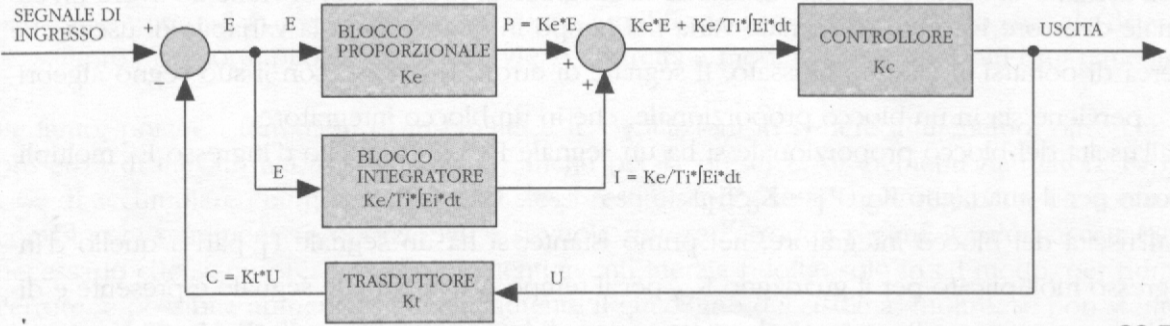 SEGNALE DI
INGRESSO
E
E
BLOCCO
PROPORZIONALE
Ke
P = Ke*E
Ke*E + Ke/Ti*∫Ei*dt
CONTROLLORE
Kc
USCITA
+
+
E
BLOCCO
INTEGRATORE
Ke/Ti*∫Ei*dt
I = Ke/Ti*∫Ei*dt
C = Kt*U
TRASDUTTORE
Kt
U